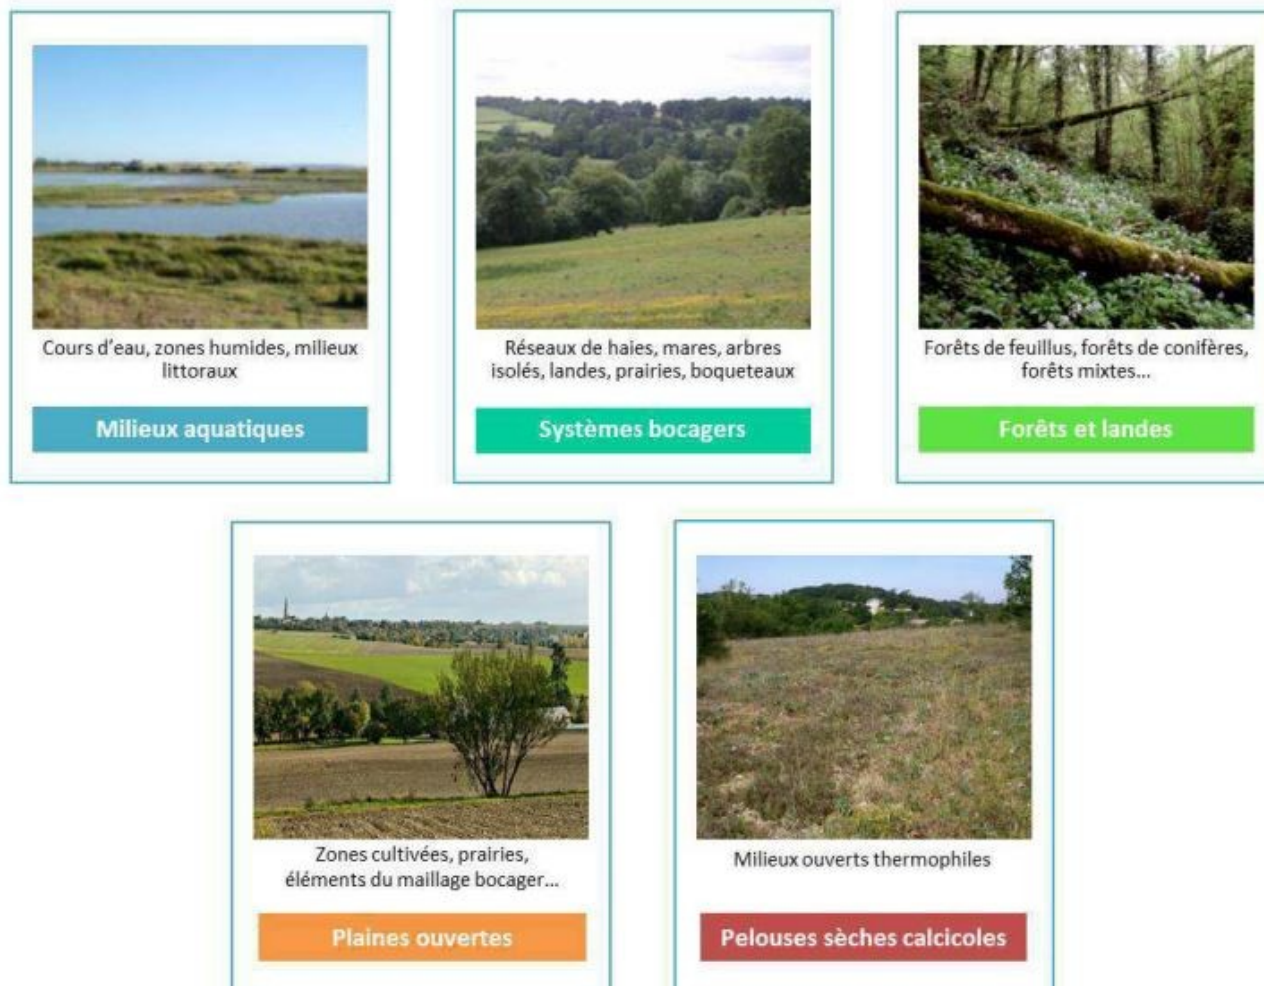 Cours d'eau, zones humides, milieux
littoraux
Milieux aquatiques
Réseaux de haies, mares, arbres
isolés, landes, prairies, boqueteaux
Systèmes bocagers
Forêts de feuillus, forêts de conifères,
forêts mixtes...
Forêts et landes
Zones cultivées, prairies,
éléments du maillage bocager...
Plaines ouvertes
Milieux ouverts thermophiles
Pelouses sèches calcicoles